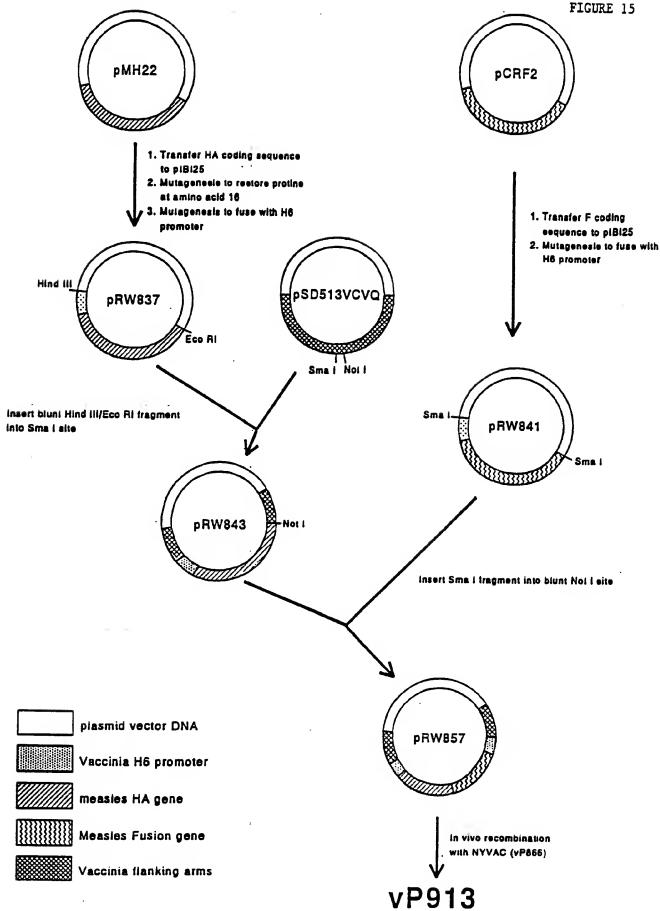 FIGURE 15
pMH22
pCRF2
1. Transfer HA coding sequence
to pIBI25
2. Mutagenesis to restore protine
at amino acid 16
3. Mutagenesis to fuse with H6
promoter
1. Transfer F coding
sequence to pIBI25
2. Mutagenesis to fuse with
H6 promoter
Hind III
pRW837
Eco RI
pSD513VCVQ
Sma I Not I
Insert blunt Hind III/Eco RI fragment
into Sma I site
Sma I
pRW841
Sma I
pRW843
Not I
Insert Sma I fragment into blunt Not I site
pRW857
plasmid vector DNA
Vaccinia H6 promoter
measles HA gene
Measles Fusion gene
Vaccinia flanking arms
In vivo recombination
with NYVAC (vP866)
vP913